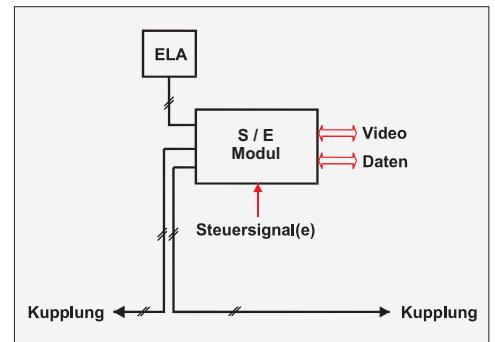 ELA
S / E
Modul
Video
Daten
Steuersignal(e)
Kupplung
Kupplung